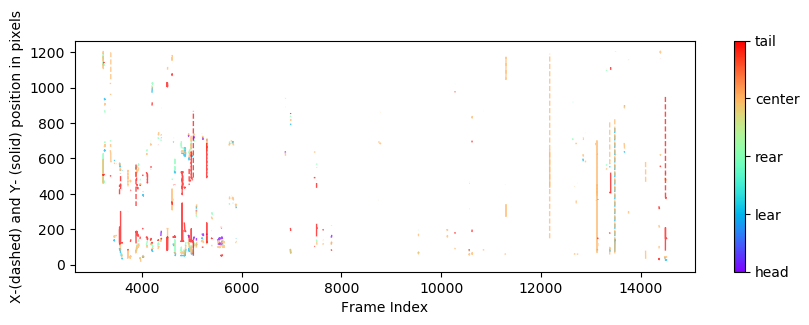 X-(dashed) and Y- (solid) position in pixels
1200
1000
800
600
400
200
0
4000
6000
8000
10000
12000
14000
Frame Index
tail
center
rear
lear
head